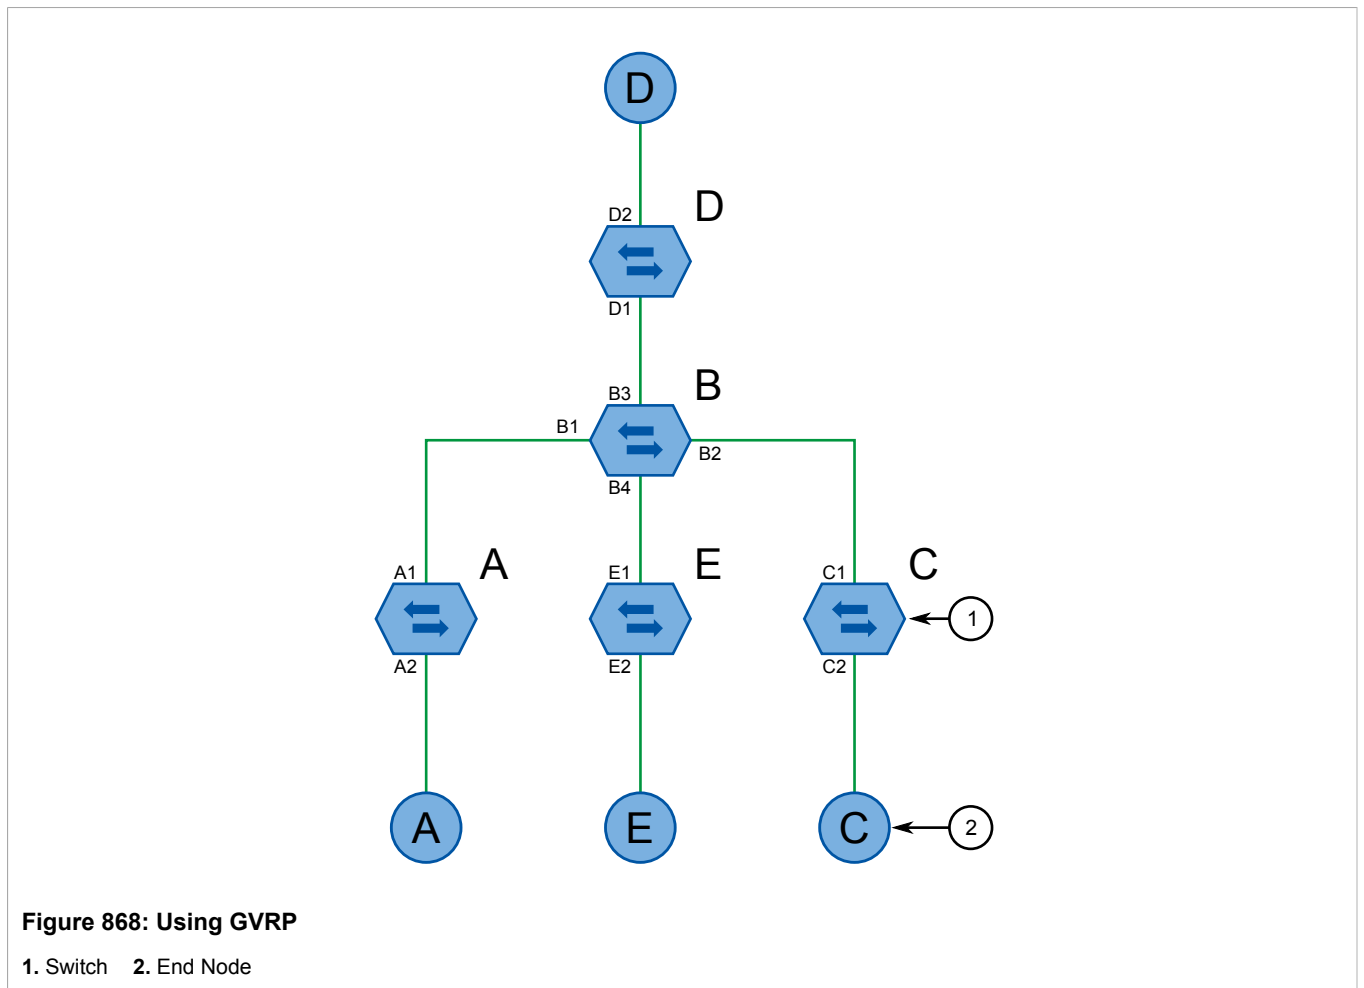 D
D2
D
D1
B3
B
B1
B2
B4
A1
A
E1
E
C1
C
1
A2
E2
C2
A
E
C
2
Figure 868: Using GVRP
1. Switch 2. End Node